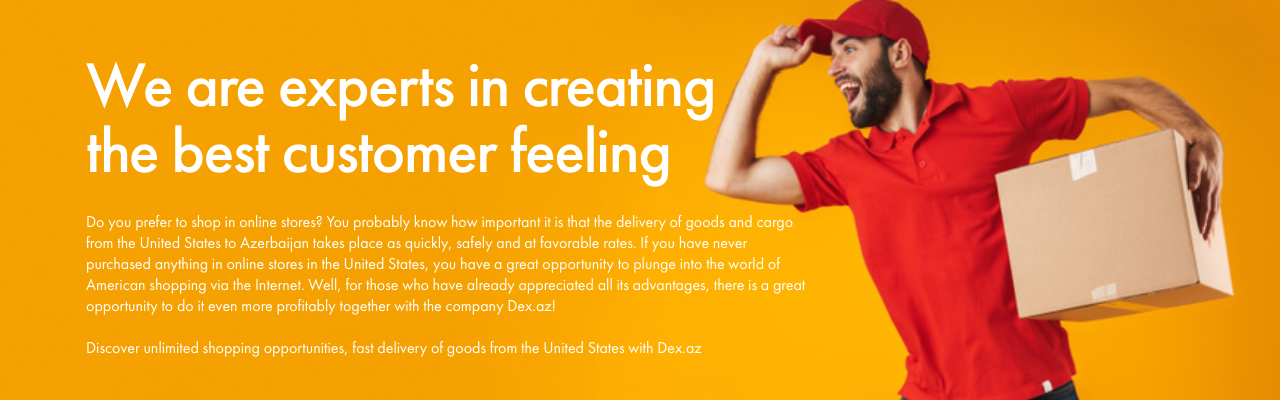 We are experts in creating
the best customer feeling
Do you prefer to shop in online stores? You probably know how important it is that the delivery of goods and cargo
from the United States to Azerbaijan takes place as quickly, safely and at favorable rates. If you have never
purchased anything in online stores in the United States, you have a great opportunity to plunge into the world of
American shopping via the Internet. Well, for those who have already appreciated all its advantages, there is a great
opportunity to do it even more profitably together with the company Dex.az!
Discover unlimited shopping opportunities, fast delivery of goods from the United States with Dex.az